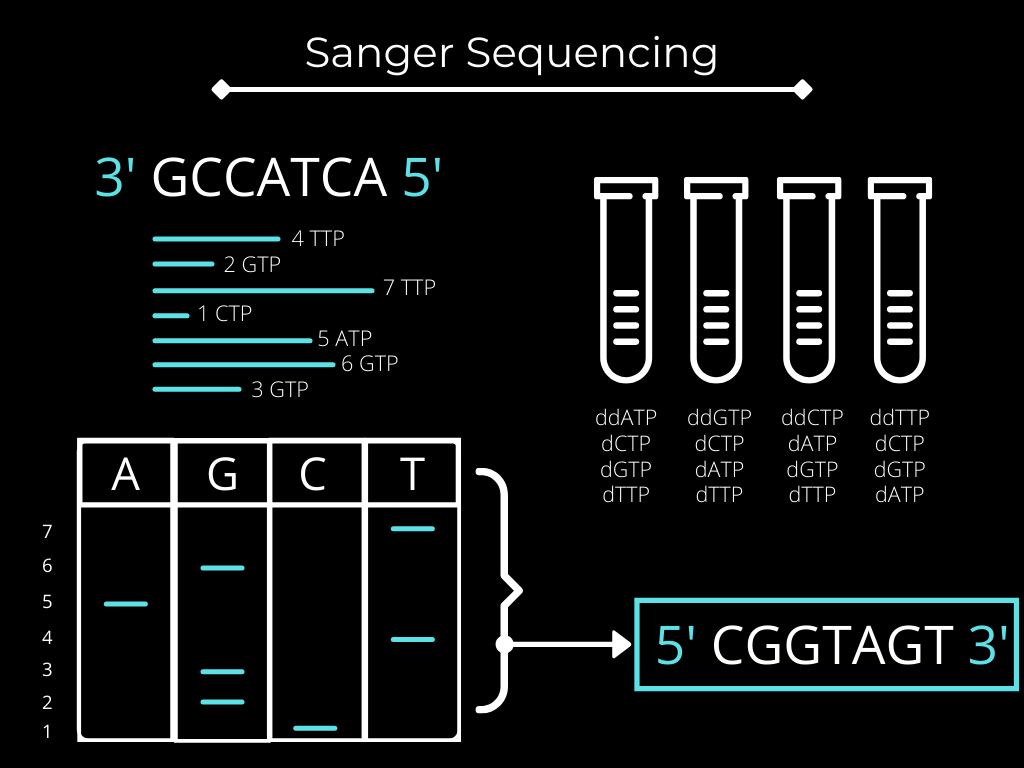 Sanger Sequencing
3' GCCATCA 5'
4 TTP
2 GTP
7 TTP
1 CTP
5 ATP
6 GTP
3 GTP
ddATP ddGTP ddCTP ddTTP
dCTP dCTP dATP dCTP
dGTP dATP dGTP dGTP
dTTP dTTP dTTP dATP
A G C T
7
6
5
4
3
2
1
5' CGGTAGT 3'